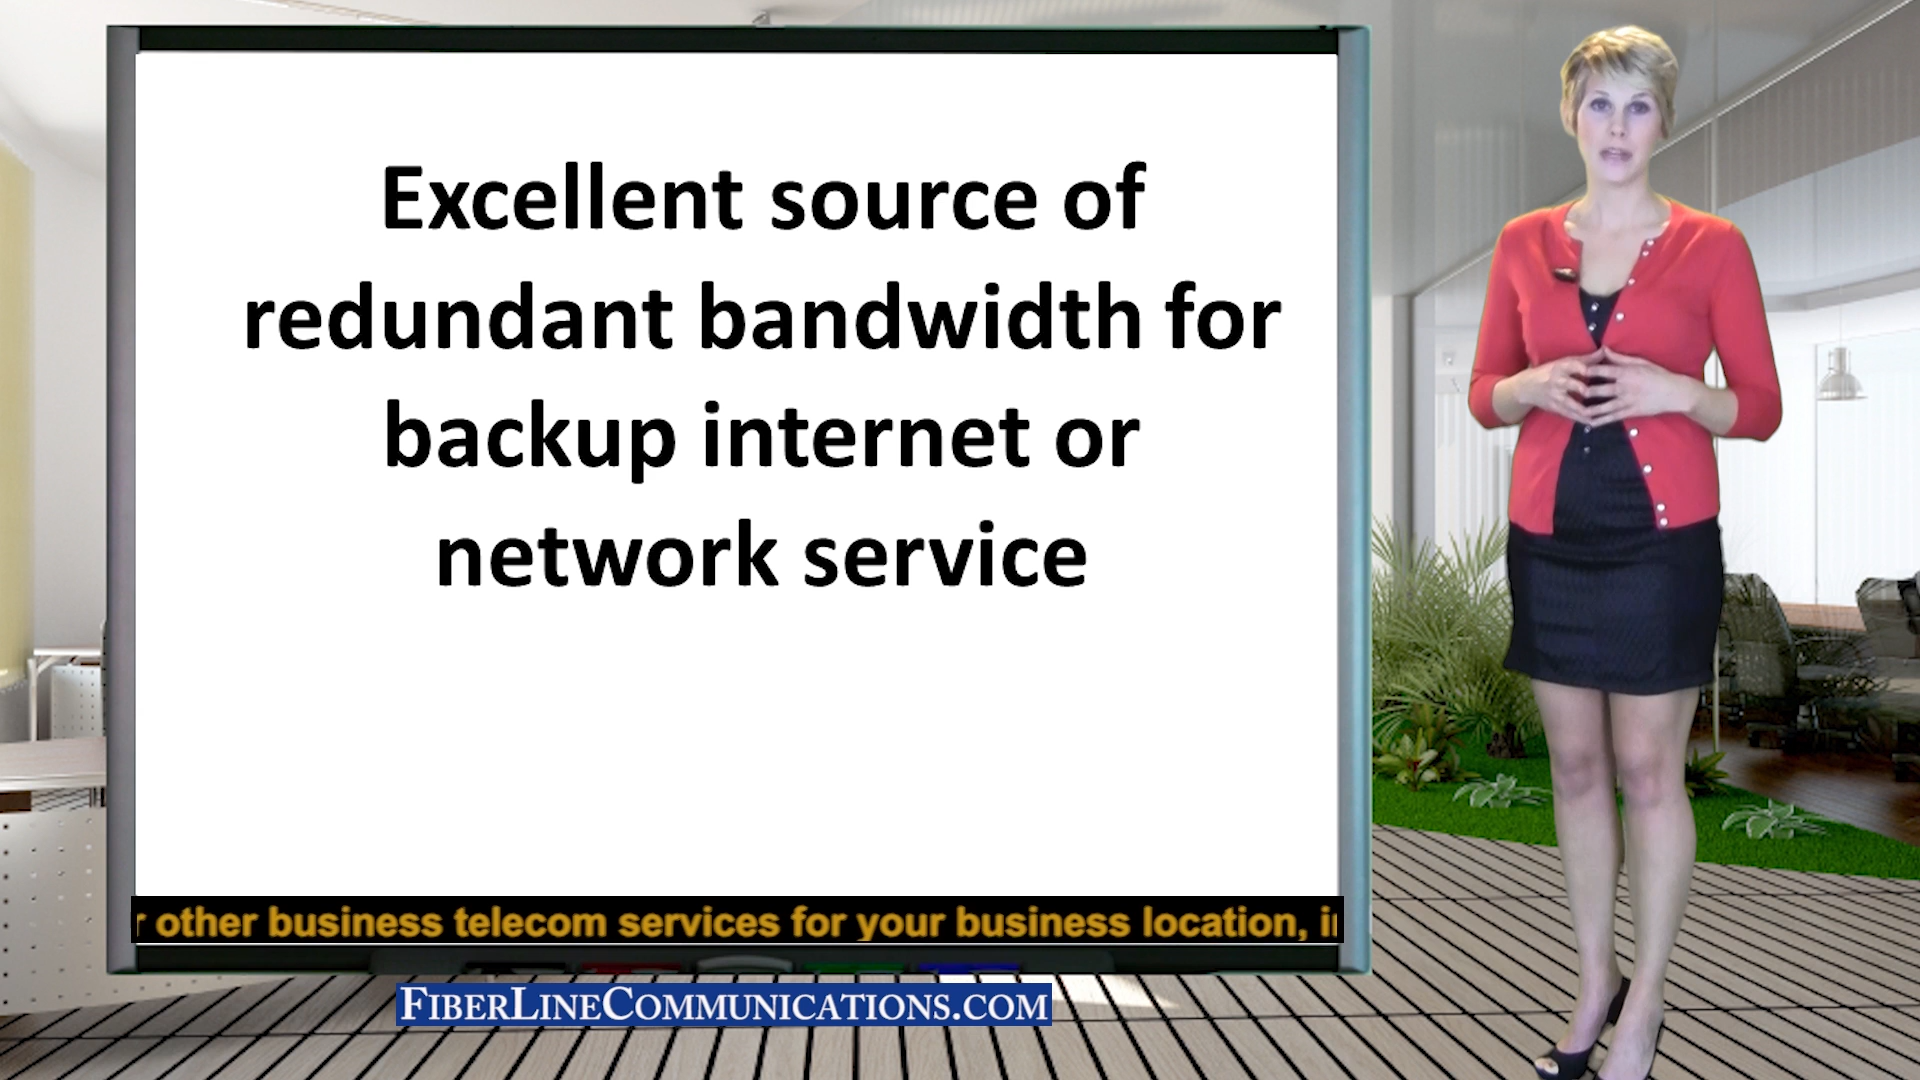 Excellent source of
redundant bandwidth for
backup internet or
network service
other business telecom services for your business location,
FIBERLINECOMMUNICATIONS.COM